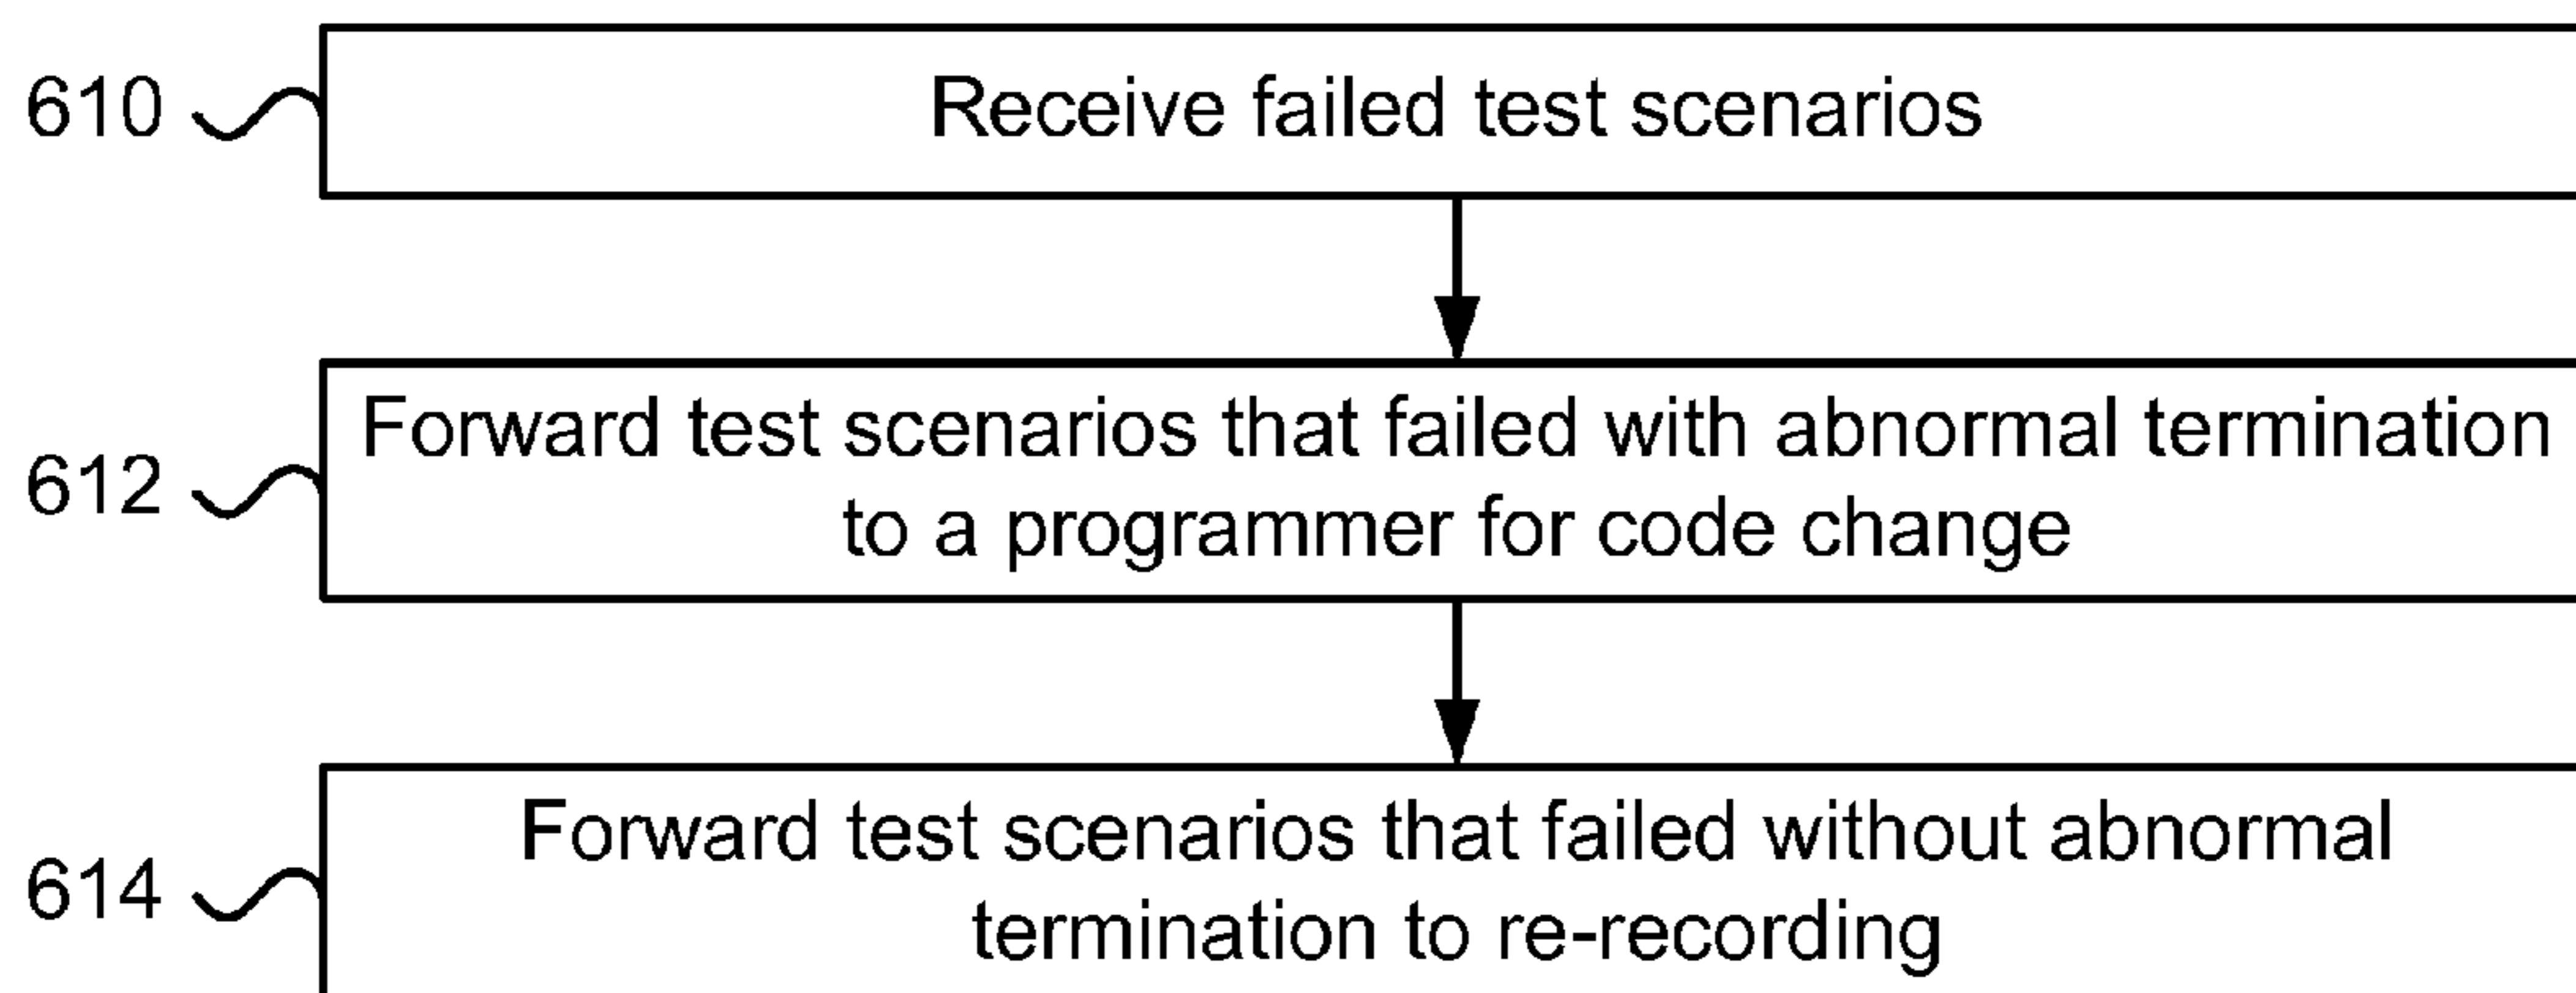 610
Receive failed test scenarios
612
Forward test scenarios that failed with abnormal termination
to a programmer for code change
614
Forward test scenarios that failed without abnormal
termination to re-recording